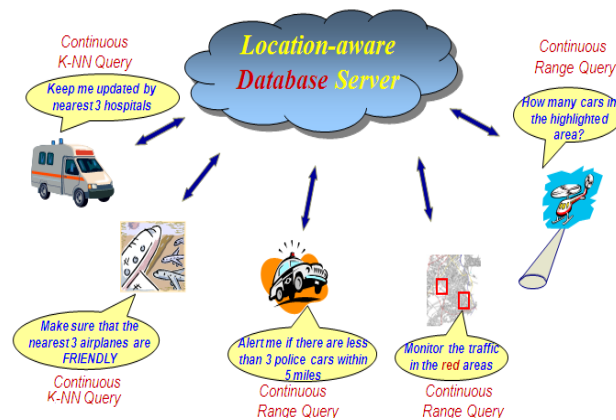 Continuous
K-NN Query
Keep me updated by
nearest 3 hospitals
Location-aware
Database Server
Continuous
Range Query
How many cars in
the highlighted
area?
Make sure that the
nearest 3 airplanes are
FRIENDLY
Continuous
K-NN Query
Alert me if there are less
than 3 police cars within
5 miles
Continuous
Range Query
Monitor the traffic
in the red areas
Continuous
Range Query